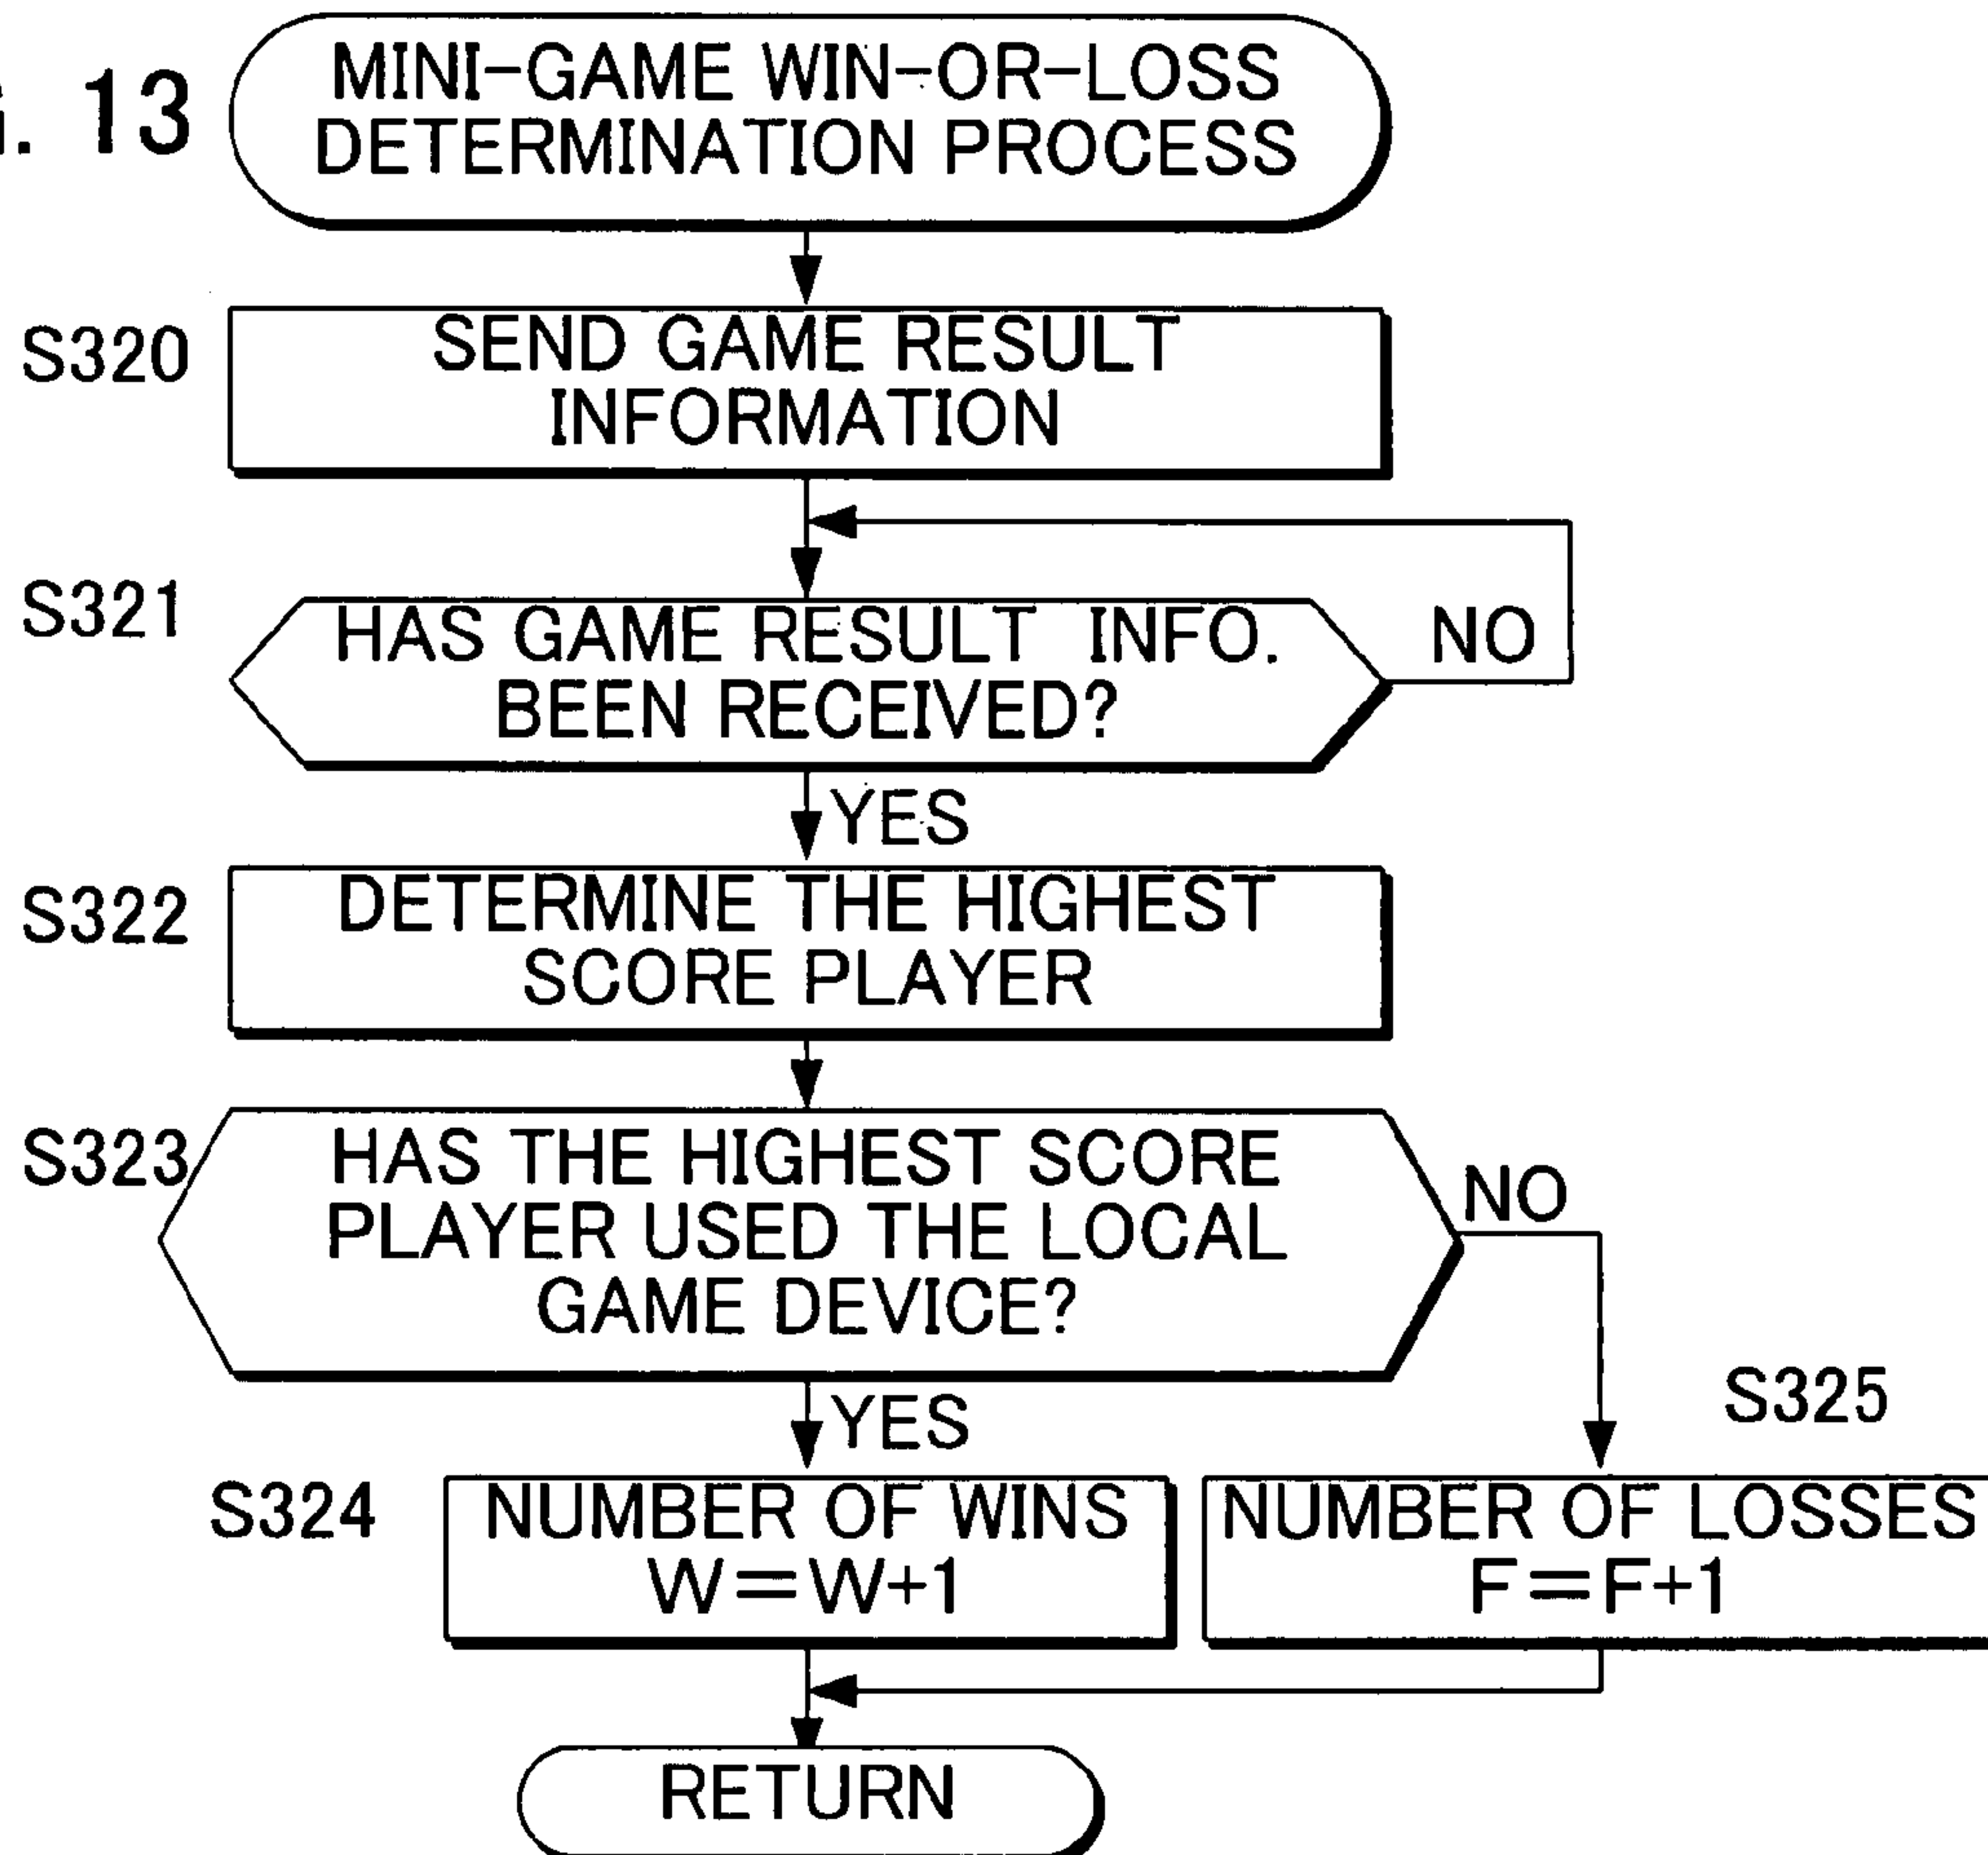 13
MINI-GAME WIN-OR-LOSS
DETERMINATION PROCESS
S320
SEND GAME RESULT
INFORMATION
S321
HAS GAME RESULT INFO.
BEEN RECEIVED?
NO
YES
S322
DETERMINE THE HIGHEST
SCORE PLAYER
S323
HAS THE HIGHEST SCORE
PLAYER USED THE LOCAL
GAME DEVICE?
NO
YES
S325
S324
NUMBER OF WINS
W=W+1
NUMBER OF LOSSES
F=F+1
RETURN